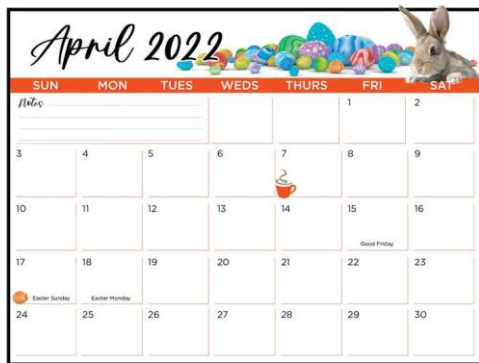 April 2022
SUN MON TUES WEDS THURS FRI SAT
Notes
1 2
3 4 5 6 7 8 9
10 11 12 13 14 15 16
Good Friday
17 18 19 20 21 22 23
Easter Sunday Easter Monday
24 25 26 27 28 29 30